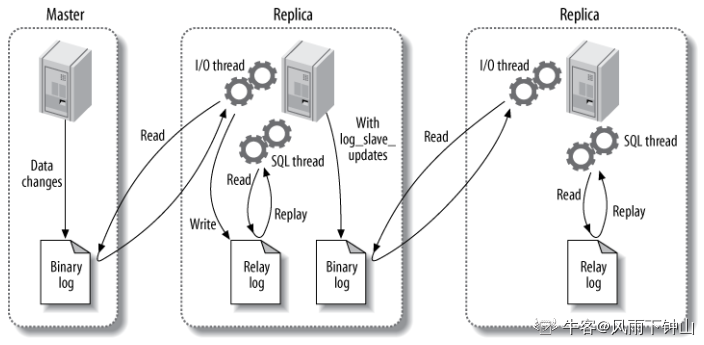 Master
Replica
Replica
I/O thread
I/O thread
Read
With
log_slave_
updates
Read
SQL thread
SQL thread
Data
changes
Read
Read
Replay
Replay
Write
Binary
log
Relay
log
Binary
log
Relay
log
牛客@风雨下钟山